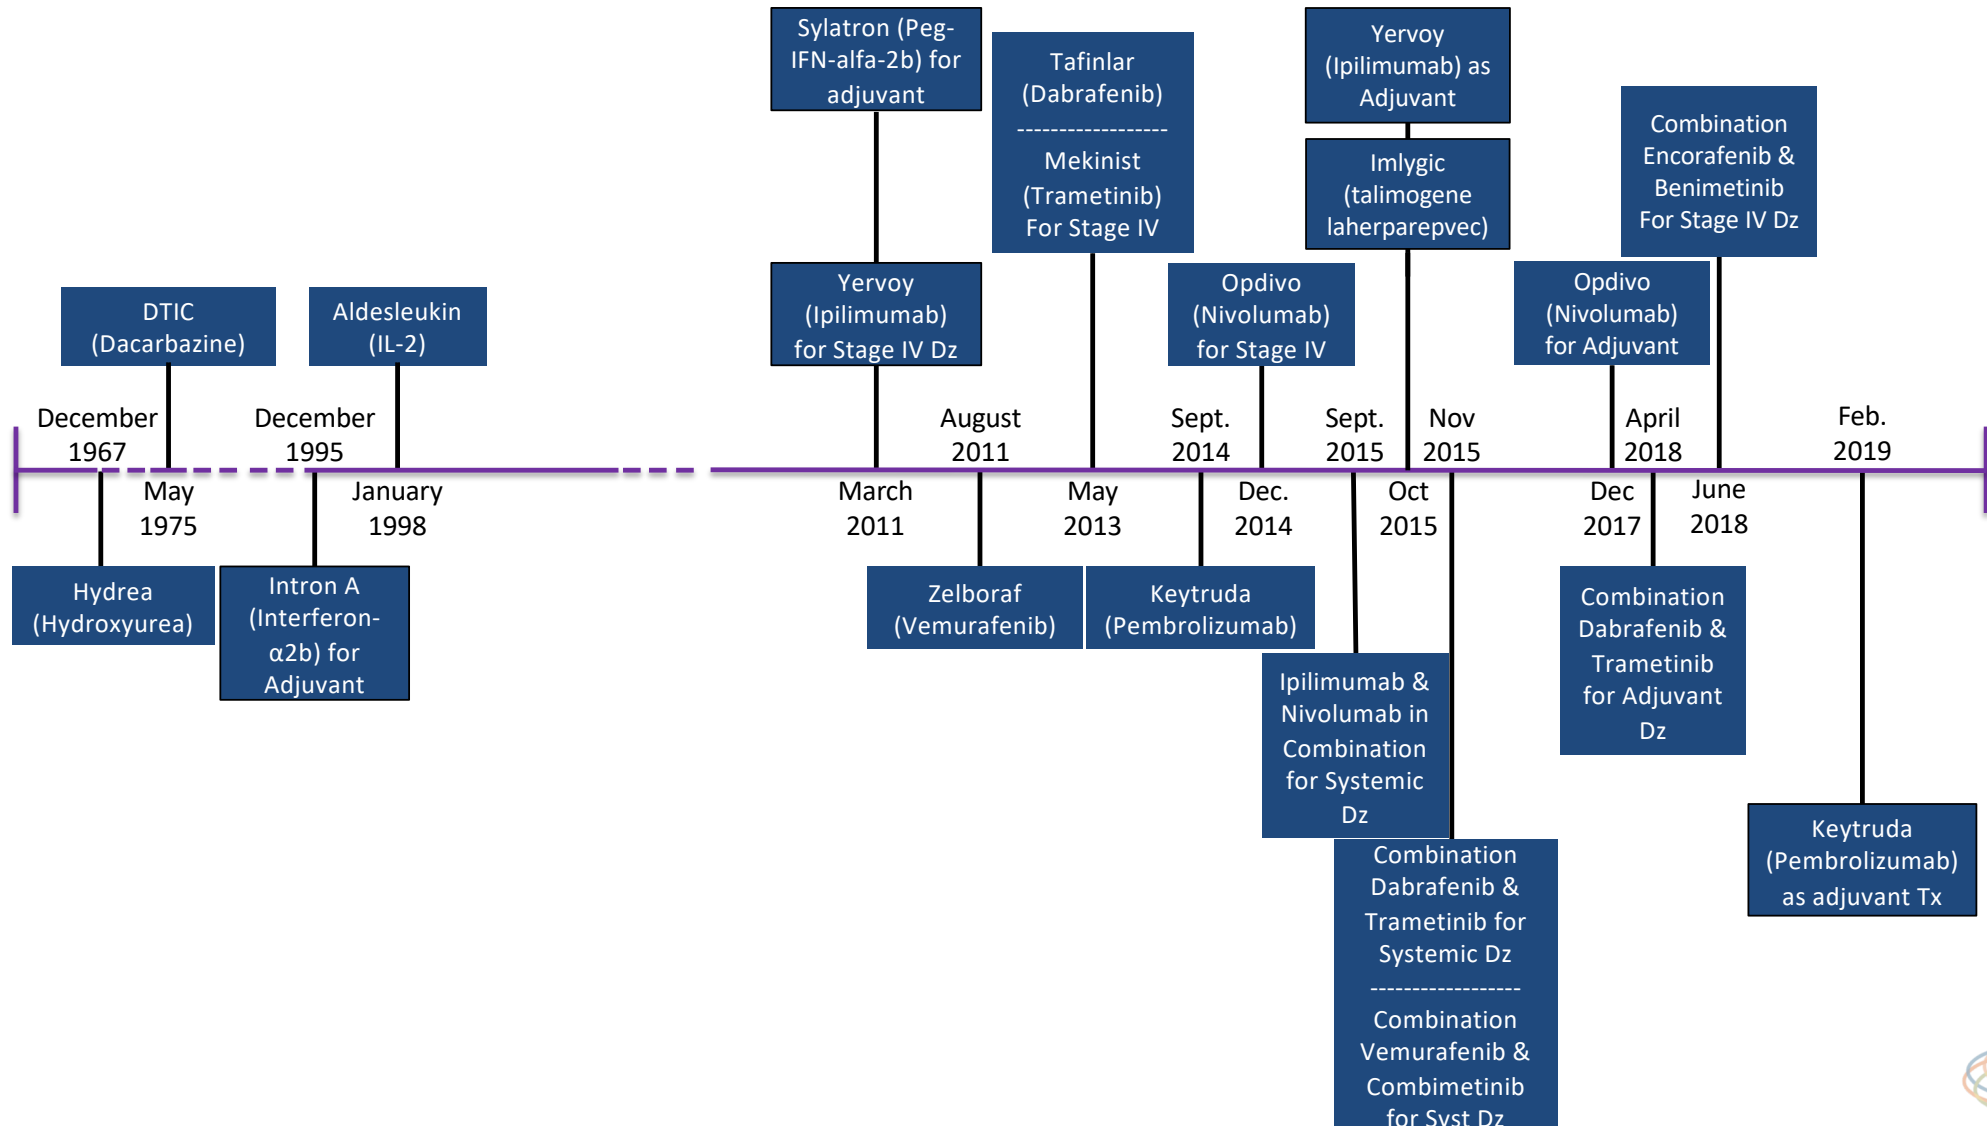 Sylatron (Peg-
IFN-alfa-2b) for
adjuvant
Tafinlar
(Dabrafenib)
------------------
Mekinist
(Trametinib)
For Stage IV
Yervoy
(Ipilimumab) as
Adjuvant
Imlygic
(talimogene
laherparepvec)
Combination
Encorafenib &
Benimetinib
For Stage IV Dz
DTIC
(Dacarbazine)
Aldesleukin
(IL-2)
Yervoy
(Ipilimumab)
for Stage IV Dz
Opdivo
(Nivolumab)
for Stage IV
Opdivo
(Nivolumab)
for Adjuvant
December
1967
December
1995
August
2011
Sept.
2014
Sept.
2015
Nov
2015
April
2018
Feb.
2019
May
1975
January
1998
March
2011
May
2013
Dec.
2014
Oct
2015
Dec
2017
June
2018
Hydrea
(Hydroxyurea)
Intron A
(Interferon-
α2b) for
Adjuvant
Zelboraf
(Vemurafenib)
Keytruda
(Pembrolizumab)
Ipilimumab &
Nivolumab in
Combination
for Systemic
Dz
Combination
Dabrafenib &
Trametinib for
Systemic Dz
------------------
Combination
Vemurafenib &
Combimetinib
for Syst Dz
Combination
Dabrafenib &
Trametinib
for Adjuvant
Dz
Keytruda
(Pembrolizumab)
as adjuvant Tx